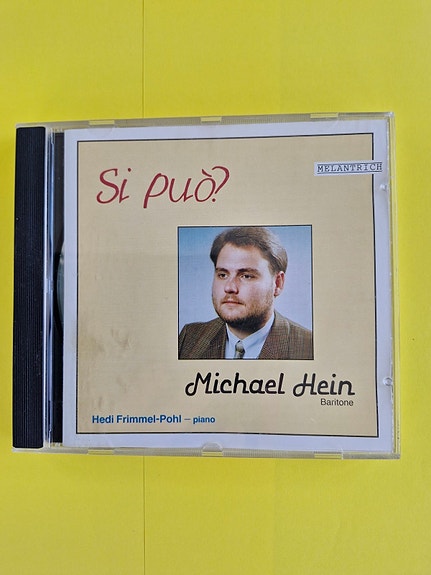 MELANTRICH
Si può?
Michael Hein
Baritone
Hedi Frimmel-Pohl – piano